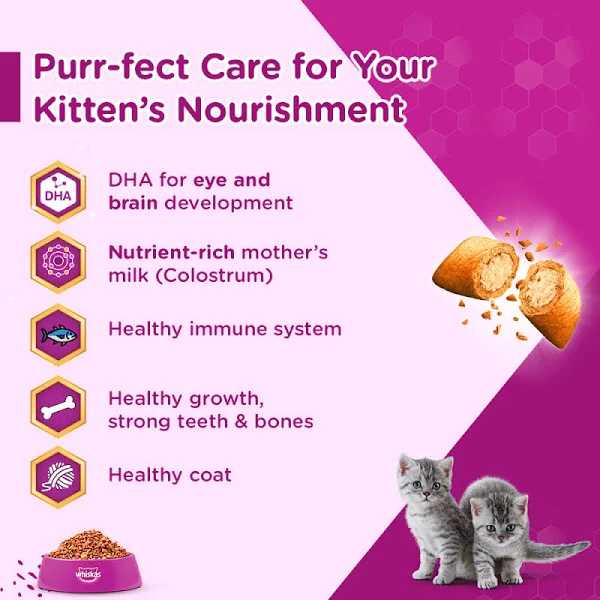 Purr-fect Care for Your
Kitten's Nourishment
DHA
DHA for eye and
brain development
Nutrient-rich mother's
milk (Colostrum)
Healthy immune system
Healthy growth,
strong teeth & bones
Healthy coat
whiskas